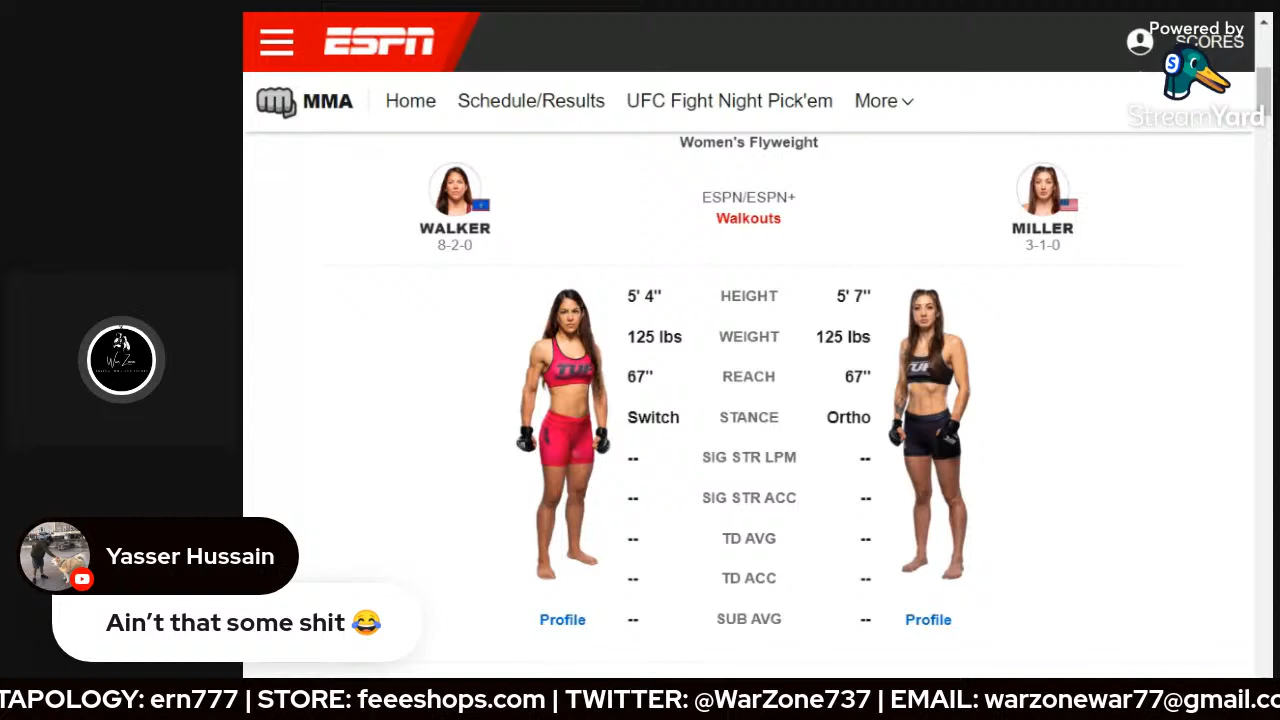 ESPN
Powered by
SCORES
StreamYard
MMA Home Schedule/Results UFC Fight Night Pick'em More
Women's Flyweight
WALKER
8-2-0
ESPN/ESPN+
Walkouts
MILLER
3-1-0
5' 4" HEIGHT 5' 7"
125 lbs WEIGHT 125 lbs
67" REACH 67"
Switch STANCE Ortho
-- SIG STR LPM --
-- SIG STR ACC --
-- TD AVG --
-- TD ACC --
Profile -- SUB AVG -- Profile
TUF
War Zone
Yasser Hussain
Ain’t that some shit 😂
TAPOLOGY: ern777 | STORE: feeeshops.com | TWITTER: @WarZone737 | EMAIL: warzonewar77@gmail.co